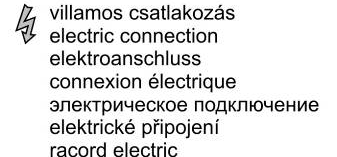 villamos csatlakozás
electric connection
elektroanschluss
connexion électrique
электрическое подключение
elektrické připojení
racord electric